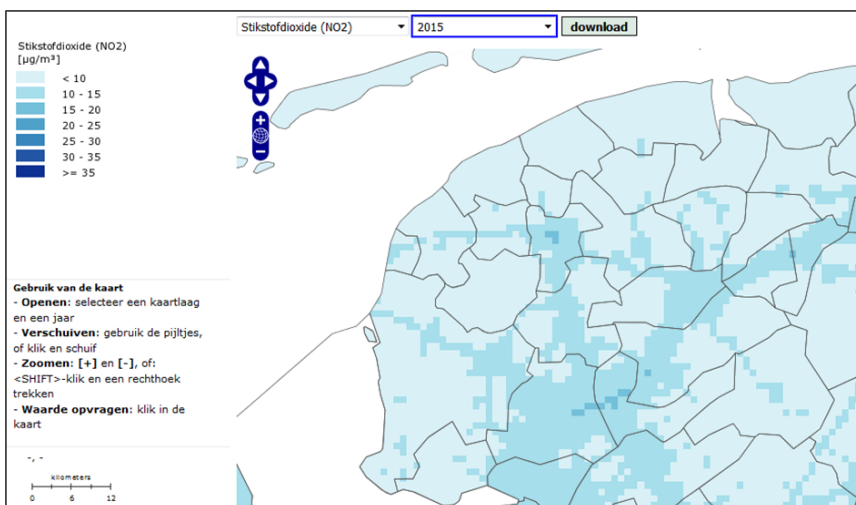 Stikstofdioxide (NO2) 2015 download
Stikstofdioxide (NO2)
[µg/m³]
< 10
10 - 15
15 - 20
20 - 25
25 - 30
30 - 35
>= 35
Gebruik van de kaart
- Openen: selecteer een kaartlaag
en een jaar
- Verschuiven: gebruik de pijltjes,
of klik en schuif
- Zoomen: [+] en [-], of:
<SHIFT>-klik en een rechthoek
trekken
- Waarde opvragen: klik in de
kaart
-, -
kilometers
0 6 12